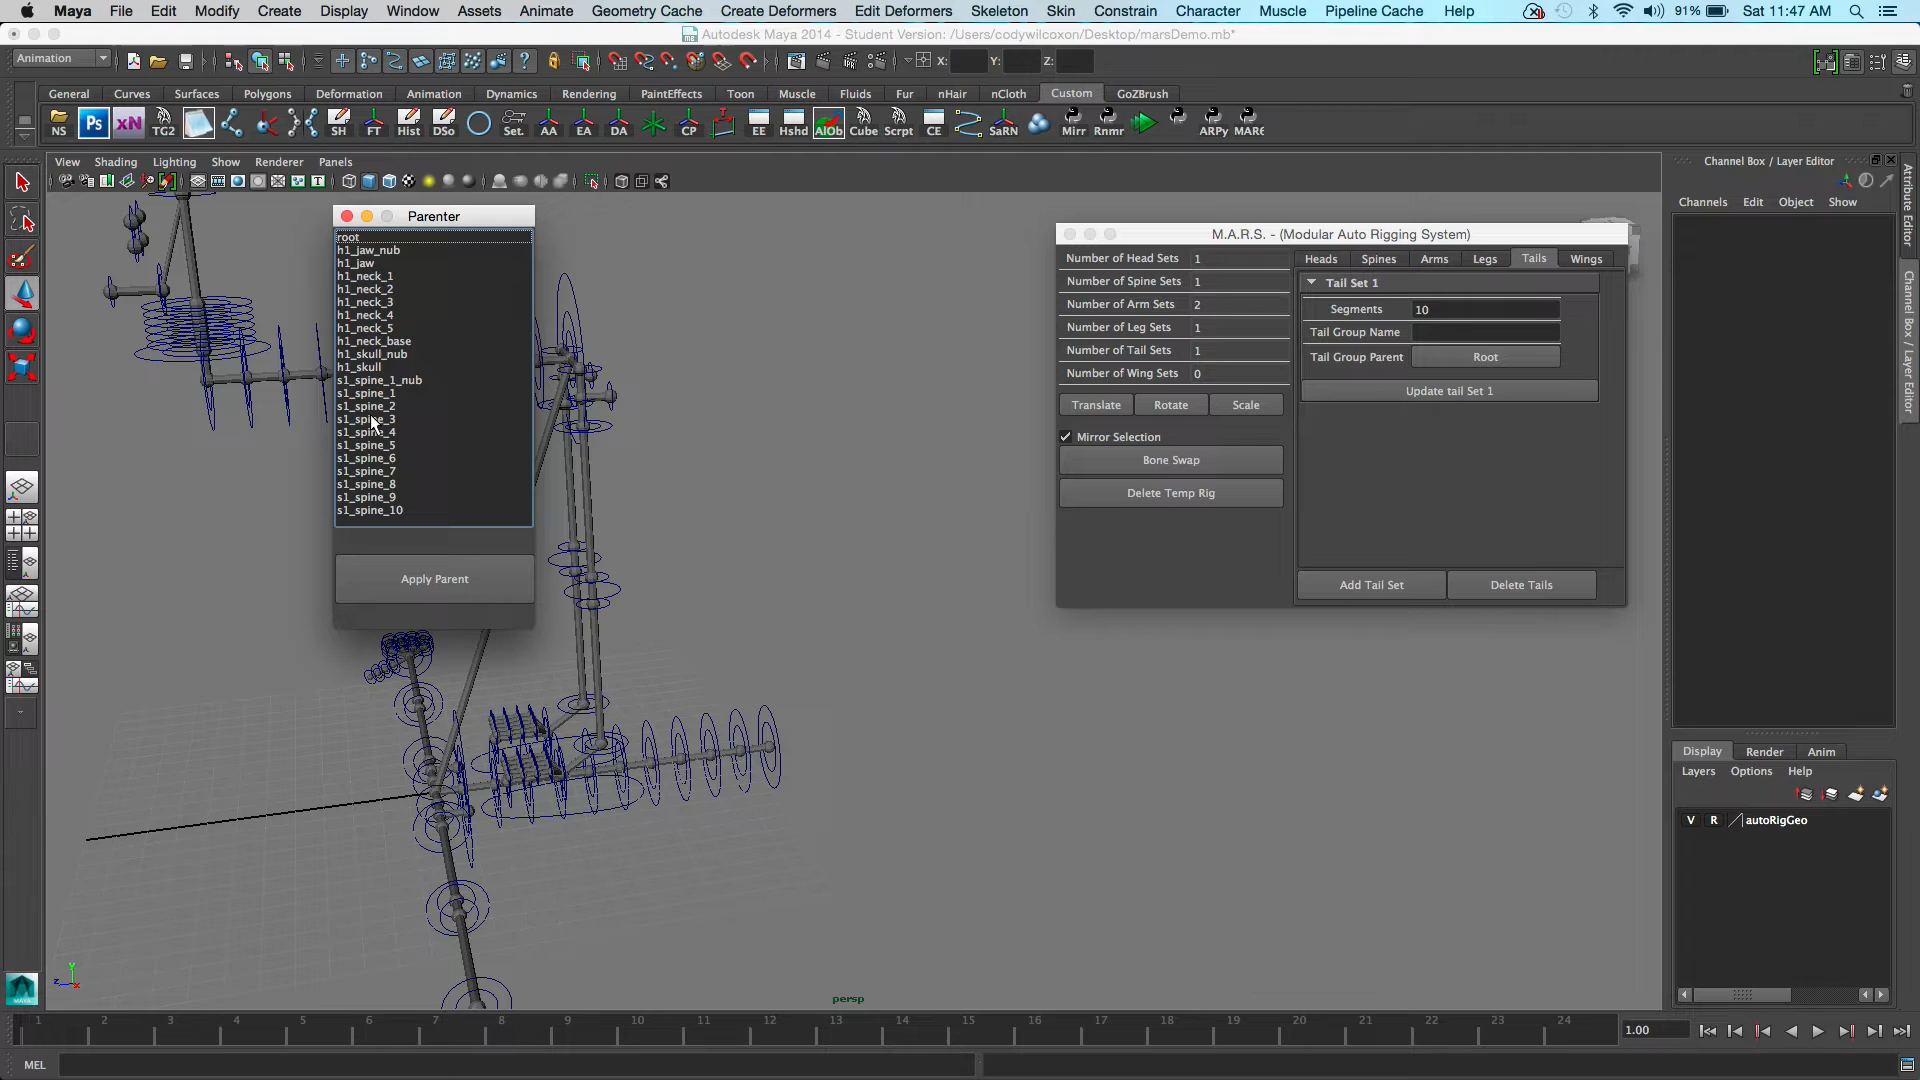 Maya File Edit Modify Create Display Window Assets Animate Geometry Cache Create Deformers Edit Deformers Skeleton Skin Constrain Character Muscle Pipeline Cache Help 91% Sat 11:47 AM
Autodesk Maya 2014 - Student Version: /Users/codywilcoxon/Desktop/marsDemo.mb*
Animation X: Y: Z:
General Curves Surfaces Polygons Deformation Animation Dynamics Rendering PaintEffects Toon Muscle Fluids Fur nHair nCloth Custom GoZBrush
NS Ps xN TG2 SH FT Hist DSo Set. AA EA DA CP EE Hshd AIOb Cube Scrpt CE SaRN Mirr Rnmr ARPy MARS
View Shading Lighting Show Renderer Panels
Parenter
root
h1_jaw_nub
h1_jaw
h1_neck_1
h1_neck_2
h1_neck_3
h1_neck_4
h1_neck_5
h1_neck_base
h1_skull_nub
h1_skull
s1_spine_1_nub
s1_spine_1
s1_spine_2
s1_spine_3
s1_spine_4
s1_spine_5
s1_spine_6
s1_spine_7
s1_spine_8
s1_spine_9
s1_spine_10
Apply Parent
M.A.R.S. - (Modular Auto Rigging System)
Number of Head Sets 1
Number of Spine Sets 1
Number of Arm Sets 2
Number of Leg Sets 1
Number of Tail Sets 1
Number of Wing Sets 0
Translate Rotate Scale
Mirror Selection
Bone Swap
Delete Temp Rig
Heads Spines Arms Legs Tails Wings
Tail Set 1
Segments 10
Tail Group Name
Tail Group Parent Root
Update tail Set 1
Add Tail Set Delete Tails
Channel Box / Layer Editor
Channels Edit Object Show
Attribute Editor
Channel Box / Layer Editor
Display Render Anim
Layers Options Help
V R autoRigGeo
persp
1 2 3 4 5 6 7 8 9 10 11 12 13 14 15 16 17 18 19 20 21 22 23 24 1.00
MEL